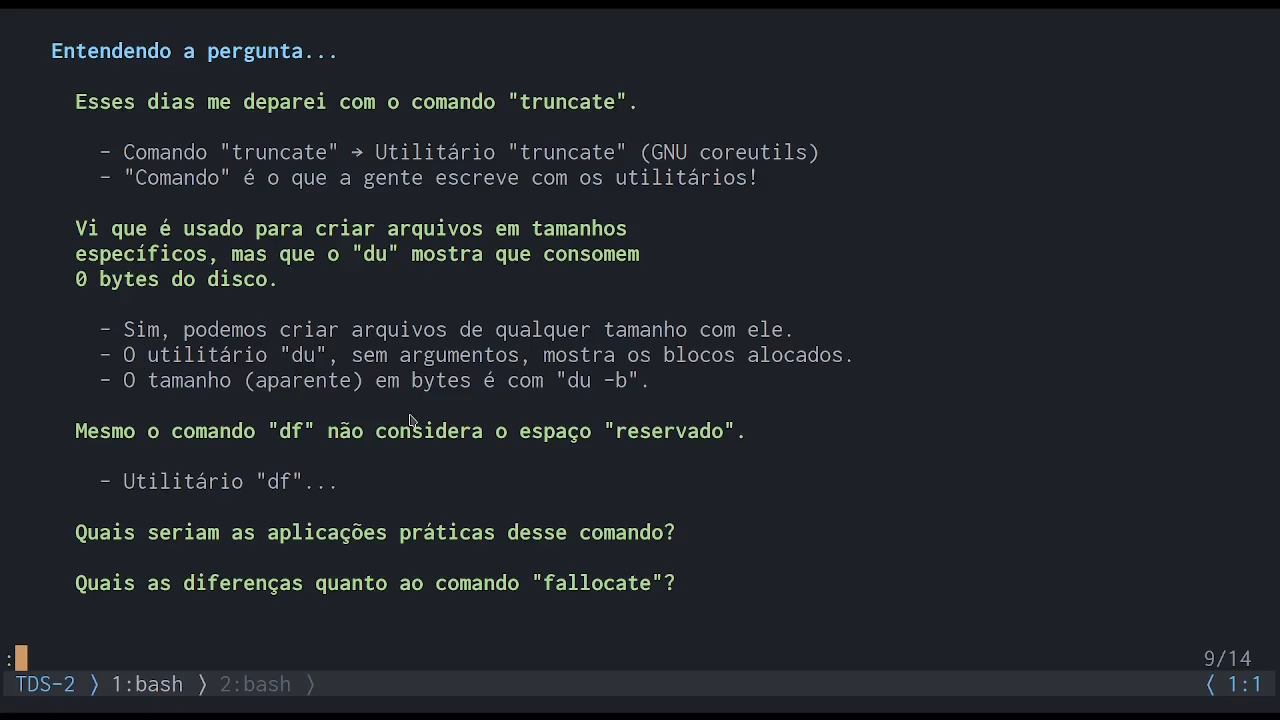 Entendendo a pergunta...
Esses dias me deparei com o comando "truncate".
- Comando "truncate" → Utilitário "truncate" (GNU coreutils)
- "Comando" é o que a gente escreve com os utilitários!
Vi que é usado para criar arquivos em tamanhos
específicos, mas que o "du" mostra que consomem
0 bytes do disco.
- Sim, podemos criar arquivos de qualquer tamanho com ele.
- O utilitário "du", sem argumentos, mostra os blocos alocados.
- O tamanho (aparente) em bytes é com "du -b".
Mesmo o comando "df" não considera o espaço "reservado".
- Utilitário "df"...
Quais seriam as aplicações práticas desse comando?
Quais as diferenças quanto ao comando "fallocate"?
: 9/14
TDS-2 ⟩ 1:bash ⟩ 2:bash ⟩ ⟨ 1:1